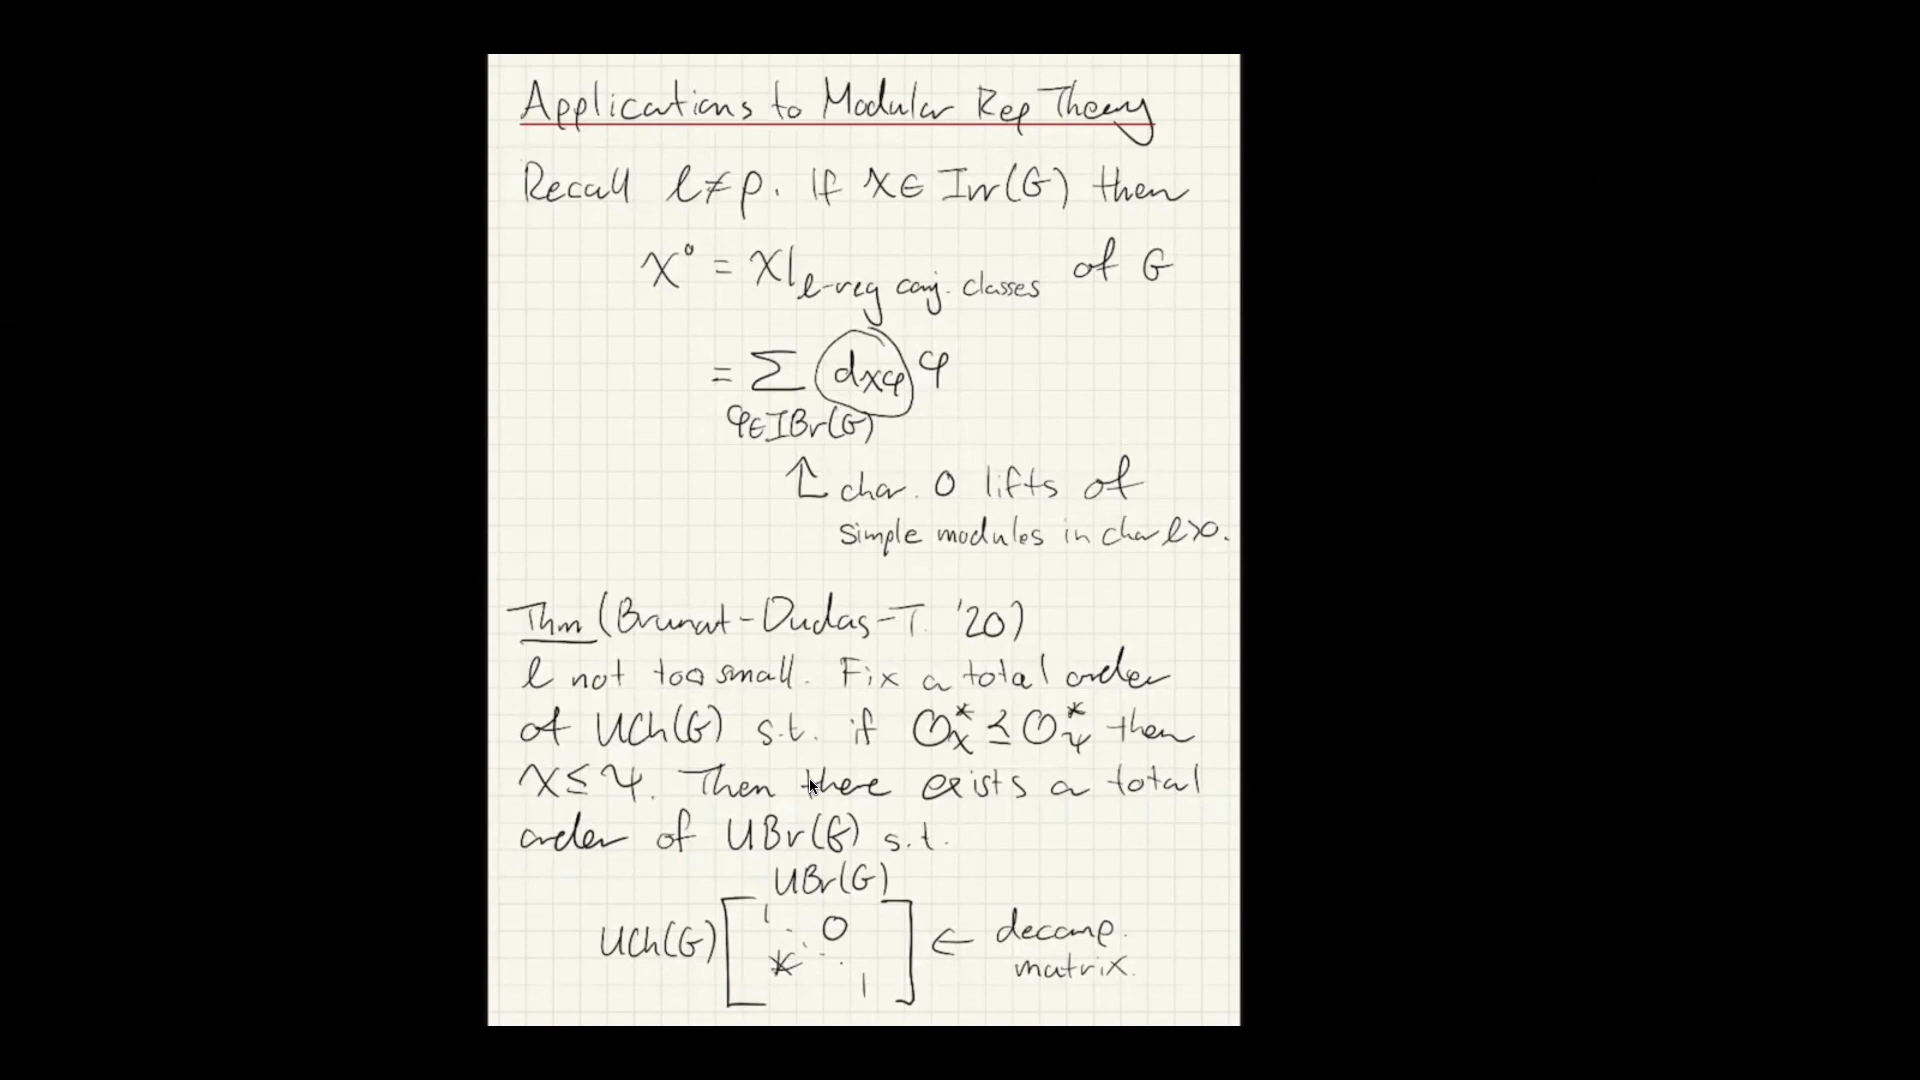 Applications to Modular Rep Theory
Recall ℓ≠p. If χ∈Irr(G) then
χ° = χ|ℓ-reg conj. classes of G
= Σ dχφ φ
φ∈IBr(G)
↑ char. 0 lifts of
simple modules in char ℓ>0.
Thm (Brunat-Dudas-T. '20)
ℓ not too small. Fix a total order
of UCh(G) s.t. if O*χ ⪯ O*ψ then
χ≤ψ. Then there exists a total
order of UBr(G) s.t.
UBr(G)
UCh(G) [1 0 * 1] ← decomp.
matrix.